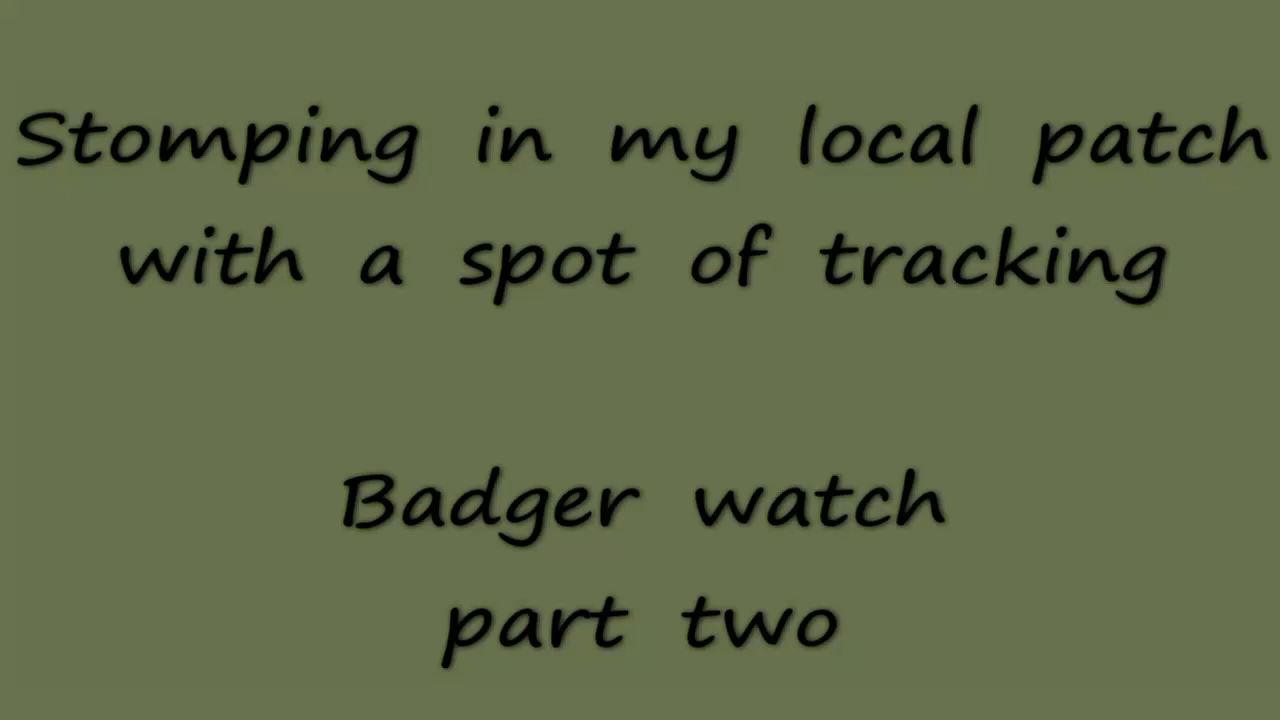 Stomping in my local patch
with a spot of tracking
Badger watch
part two